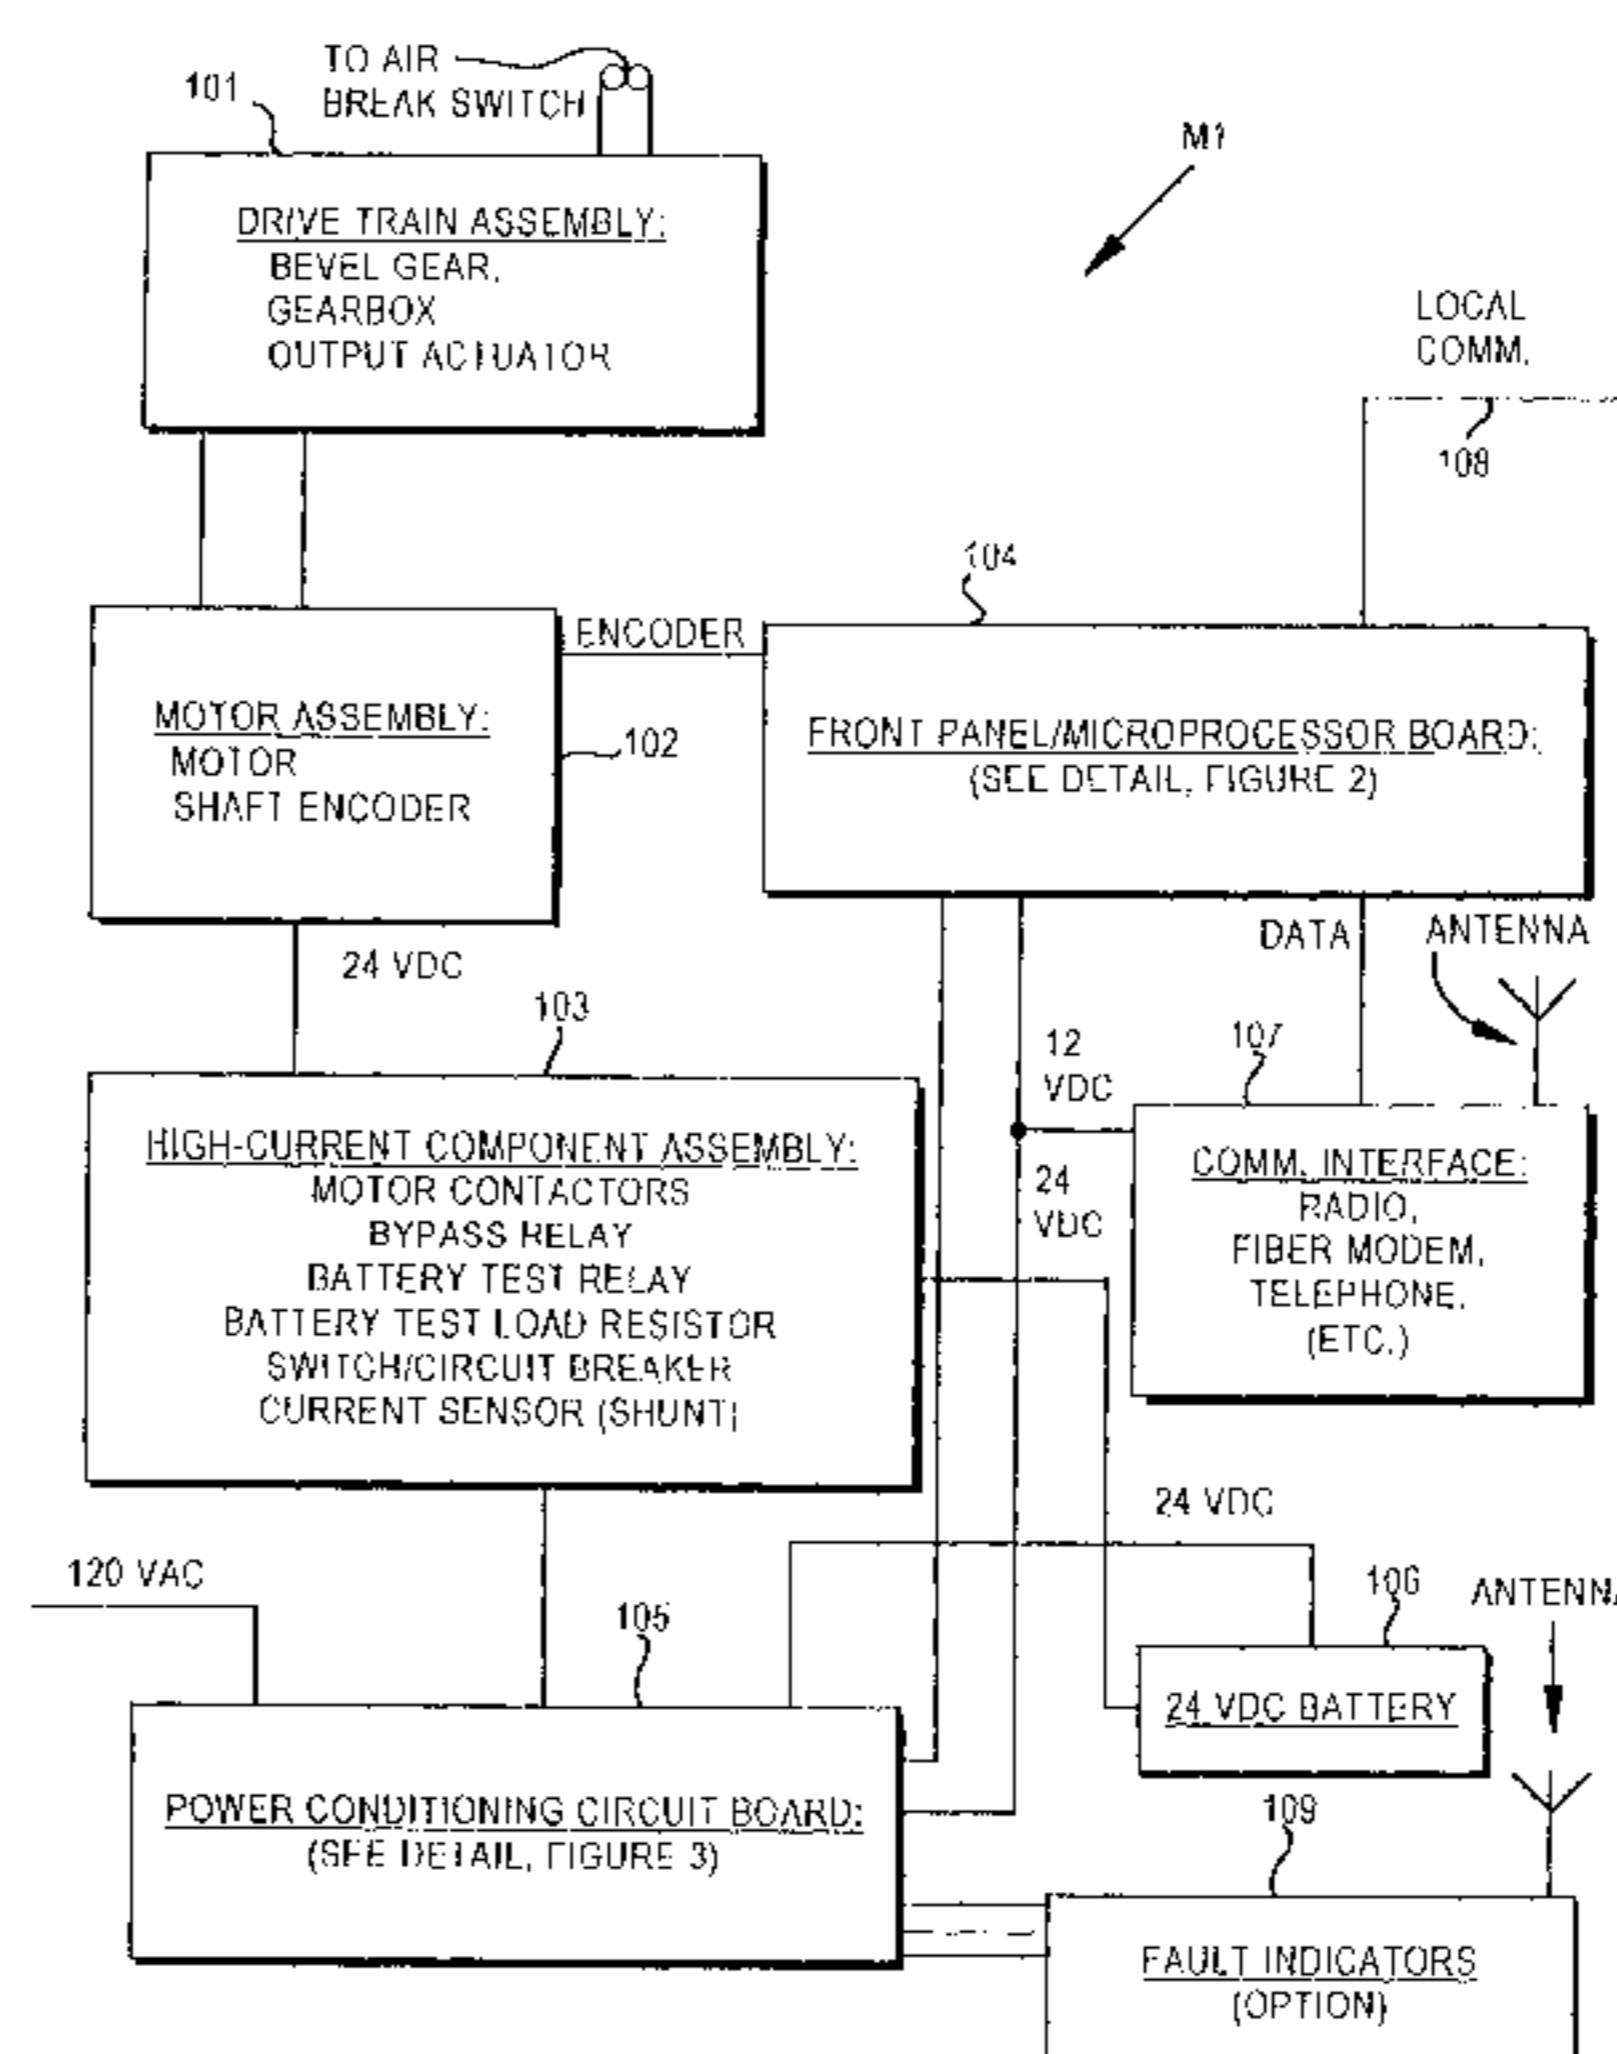 TO AIR
BREAK SWITCH
101
M1
DRIVE TRAIN ASSEMBLY:
BEVEL GEAR,
GEARBOX
OUTPUT ACTUATOR
LOCAL
COMM.
108
104
ENCODER
MOTOR ASSEMBLY:
MOTOR
SHAFT ENCODER
102
FRONT PANEL/MICROPROCESSOR BOARD:
(SEE DETAIL, FIGURE 2)
24 VDC
DATA
ANTENNA
103
12
VDC
107
HIGH-CURRENT COMPONENT ASSEMBLY:
MOTOR CONTACTORS
BYPASS RELAY
BATTERY TEST RELAY
BATTERY TEST LOAD RESISTOR
SWITCH/CIRCUIT BREAKER
CURRENT SENSOR (SHUNT)
24
VDC
COMM. INTERFACE:
RADIO,
FIBER MODEM,
TELEPHONE,
(ETC.)
24 VDC
120 VAC
105
106
ANTENNA
24 VDC BATTERY
POWER CONDITIONING CIRCUIT BOARD:
(SEE DETAIL, FIGURE 3)
109
FAULT INDICATORS
(OPTION)